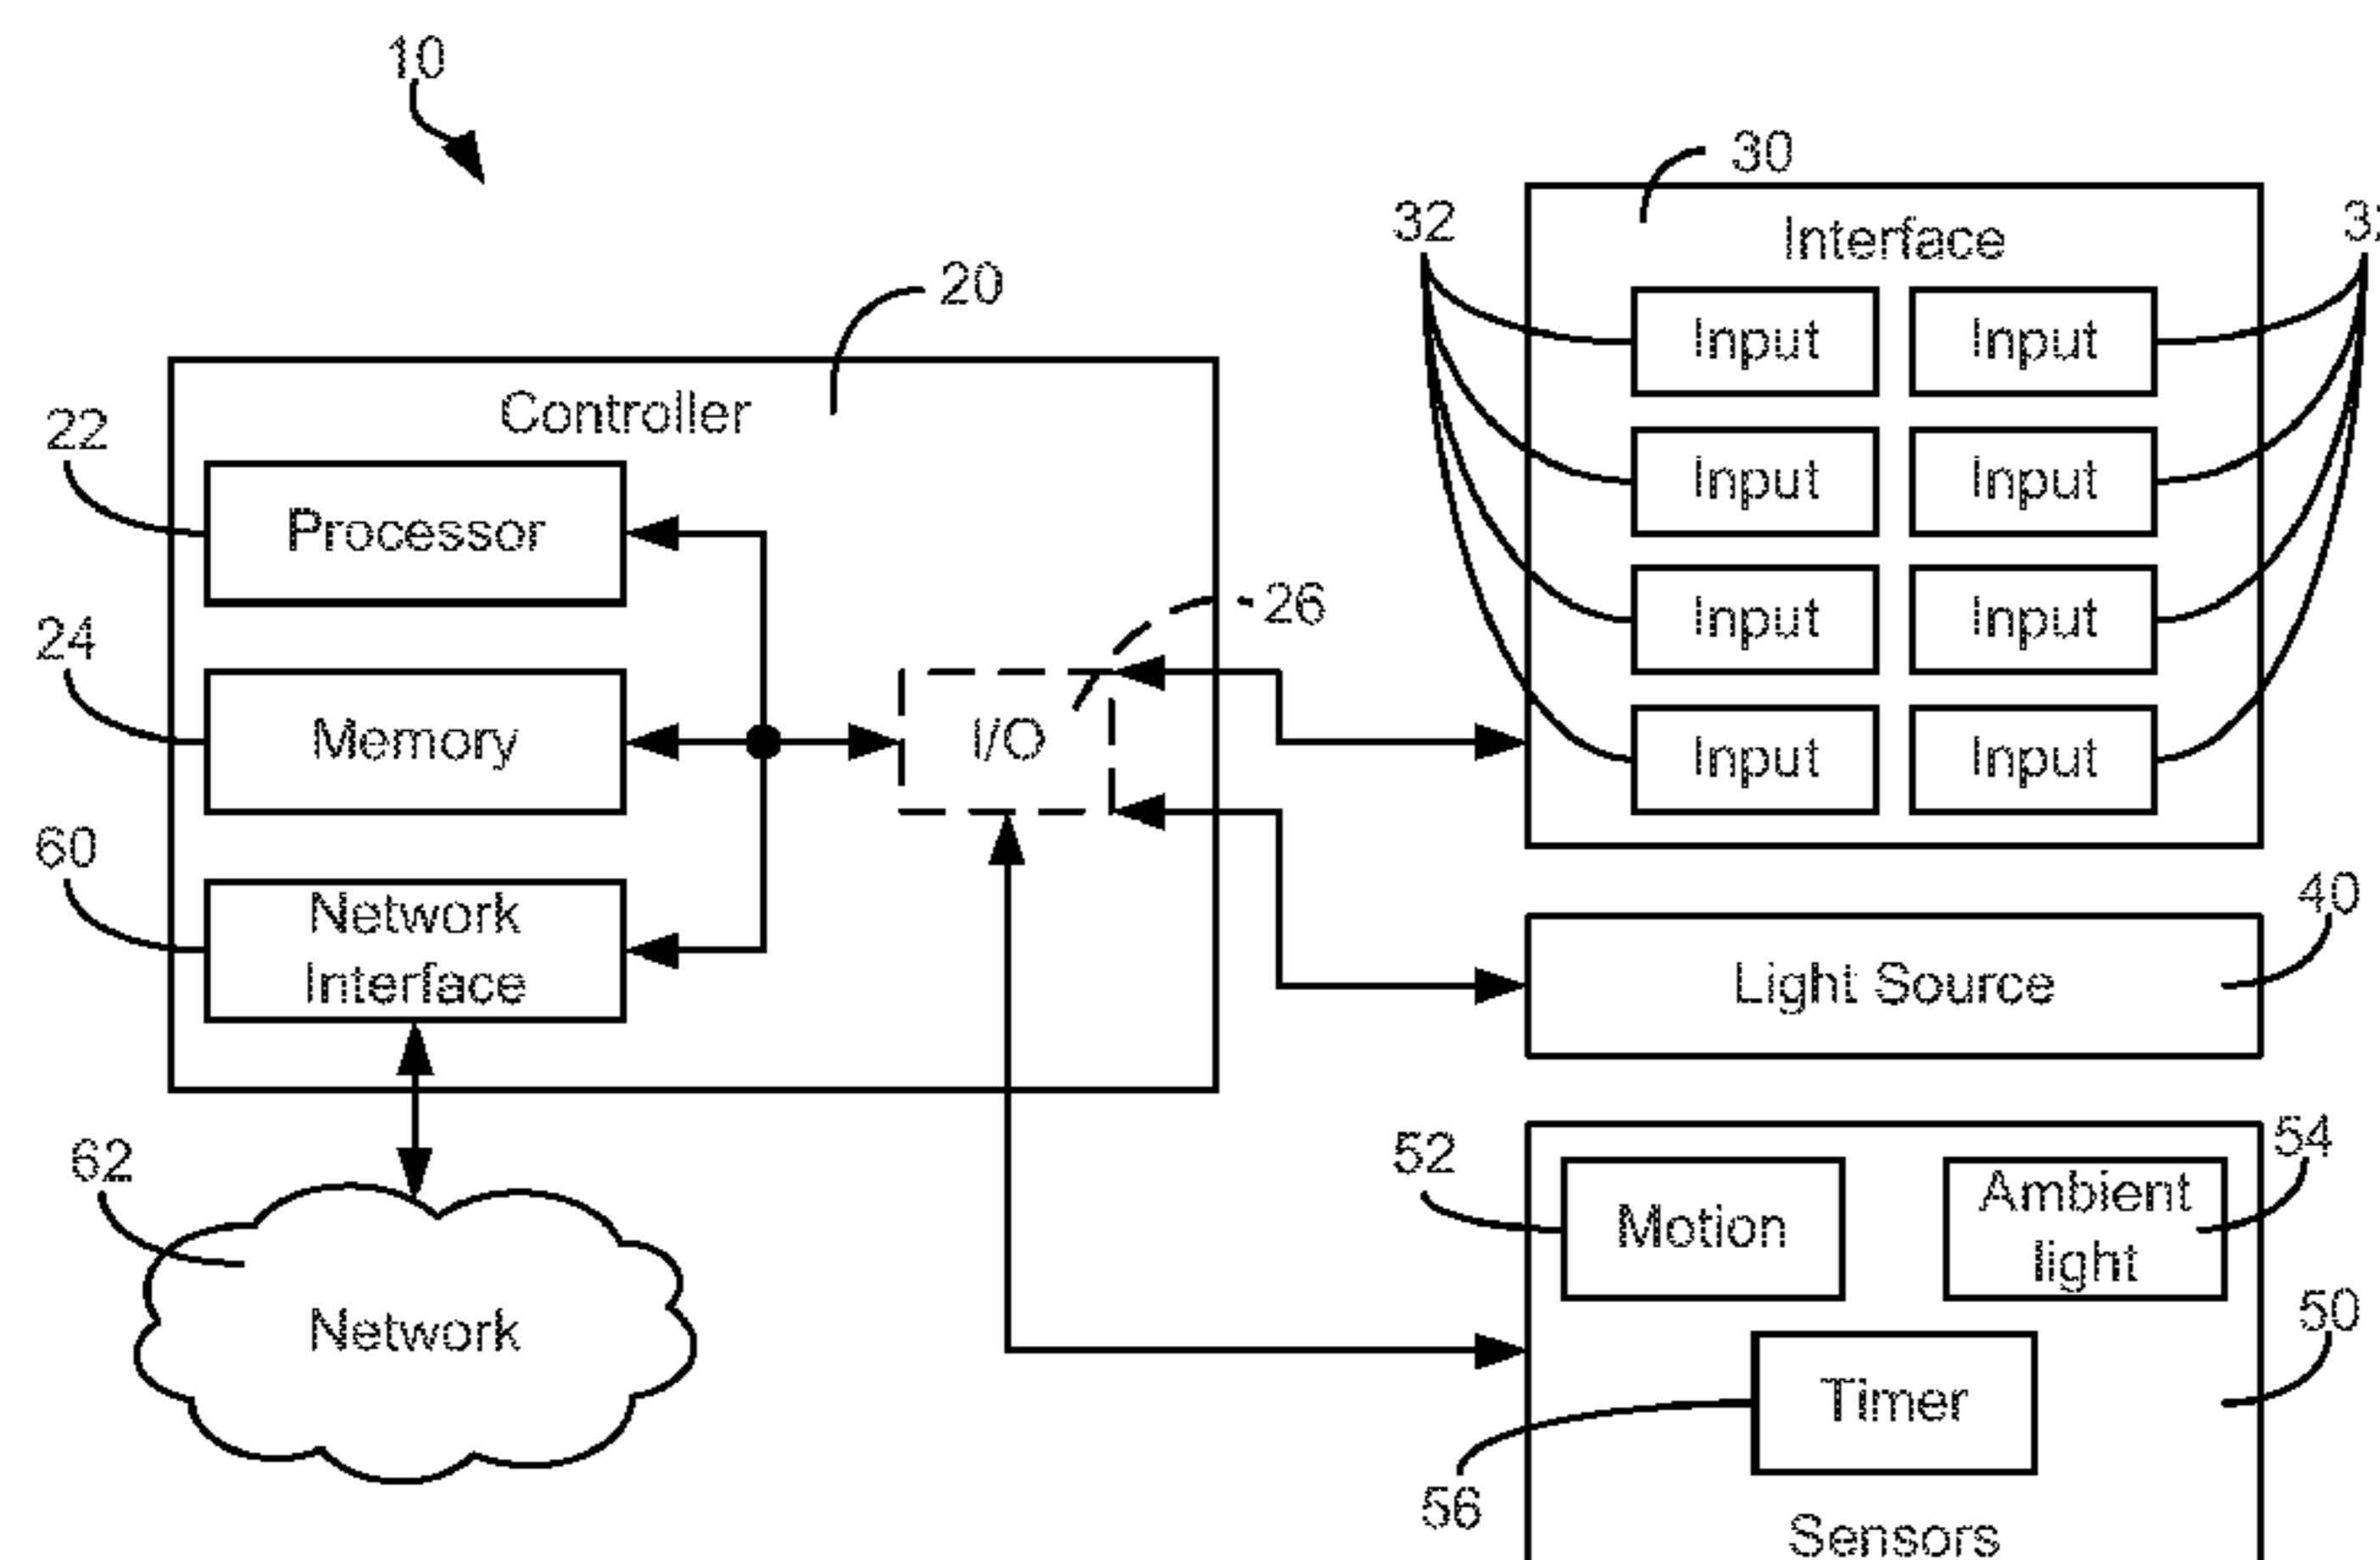 10
30
32
Interface
20
Input
Input
Controller
22
Input
Input
Processor
26
Input
Input
24
Memory
I/O
Input
Input
60
Network
Interface
40
Light Source
62
52
54
Motion
Ambient
light
Network
50
Timer
56
Sensors